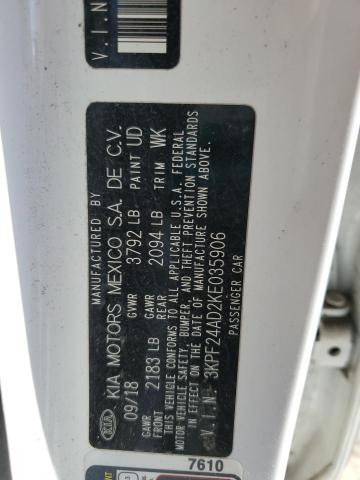 V.I.N
MANUFACTURED BY
KIA KIA MOTORS MEXICO S.A. DE C.V.
09/18 GVWR 3792 LB PAINT UD
GAWR FRONT 2183 LB GAWR REAR 2094 LB TRIM WK
THIS VEHICLE CONFORMS TO ALL APPLICABLE U.S.A. FEDERAL
MOTOR VEHICLE SAFETY, BUMPER, AND THEFT PREVENTION STANDARDS
IN EFFECT ON THE DATE OF MANUFACTURE SHOWN ABOVE.
V.I.N: 3KPF24AD2KE035906
PASSENGER CAR
7610